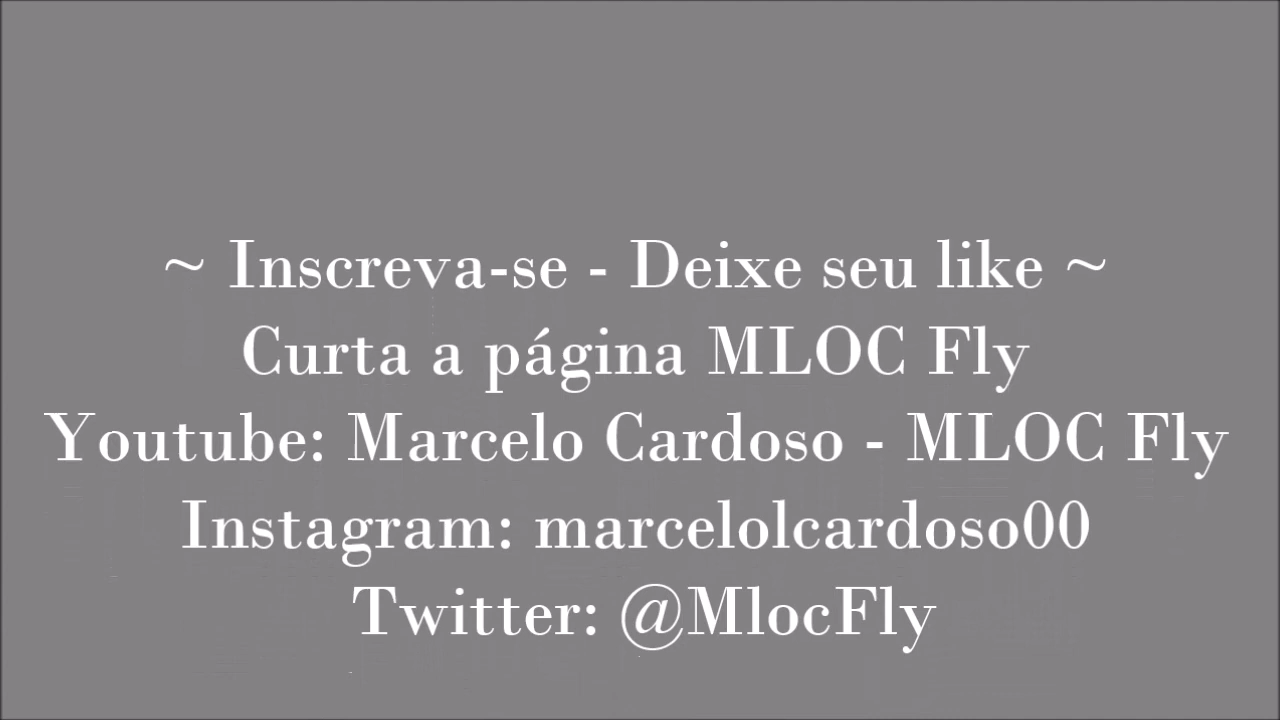 ~ Inscreva-se - Deixe seu like ~
Curta a página MLOC Fly
Youtube: Marcelo Cardoso - MLOC Fly
Instagram: marcelolcardoso00
Twitter: @MlocFly